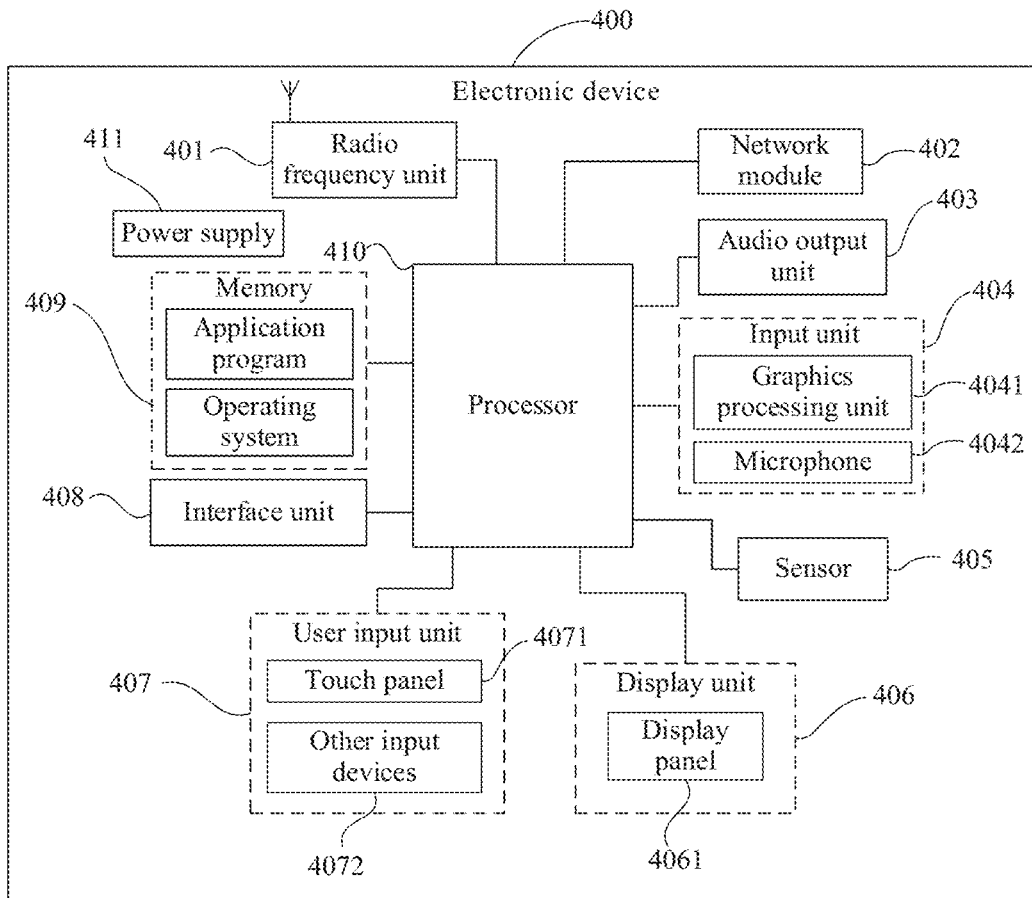 400
Electronic device
411
401
Radio
frequency unit
Network
module
402
403
Power supply
410
Audio output
unit
409
Memory
Application
program
Operating
system
Processor
404
Input unit
Graphics
processing unit
4041
4042
Microphone
408
Interface unit
Sensor
405
User input unit
4071
407
Touch panel
Other input
devices
4072
Display unit
406
Display
panel
4061